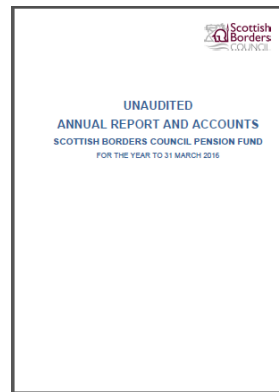 Scottish
Borders
COUNCIL
UNAUDITED
ANNUAL REPORT AND ACCOUNTS
SCOTTISH BORDERS COUNCIL PENSION FUND
FOR THE YEAR TO 31 MARCH 2016